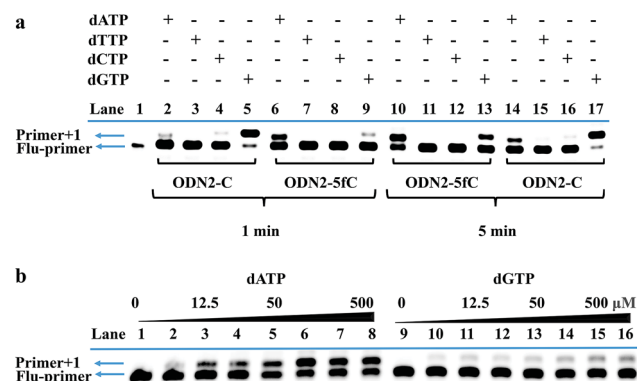 a
dATP + - - - + - - - + - - - + - - -
dTTP - + - - - + - - - + - - - + - -
dCTP - - + - - - + - - - + - - - + -
dGTP - - - + - - - + - - - + - - - +
Lane 1 2 3 4 5 6 7 8 9 10 11 12 13 14 15 16 17
Primer+1
Flu-primer
ODN2-C ODN2-5fC ODN2-5fC ODN2-C
1 min 5 min
b
dATP dGTP
0 12.5 50 500 0 12.5 50 500 μM
Lane 1 2 3 4 5 6 7 8 9 10 11 12 13 14 15 16
Primer+1
Flu-primer